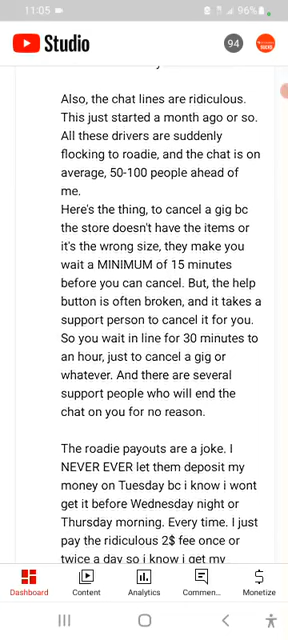 11:05
96%
Studio
94
Also, the chat lines are ridiculous.
This just started a month ago or so.
All these drivers are suddenly
flocking to roadie, and the chat is on
average, 50-100 people ahead of
me.
Here's the thing, to cancel a gig bc
the store doesn't have the items or
it's the wrong size, they make you
wait a MINIMUM of 15 minutes
before you can cancel. But, the help
button is often broken, and it takes a
support person to cancel it for you.
So you wait in line for 30 minutes to
an hour, just to cancel a gig or
whatever. And there are several
support people who will end the
chat on you for no reason.
The roadie payouts are a joke. I
NEVER EVER let them deposit my
money on Tuesday bc i know i wont
get it before Wednesday night or
Thursday morning. Every time. I just
pay the ridiculous 2$ fee once or
twice a day so i know i get my
Dashboard Content Analytics Commen... Monetize